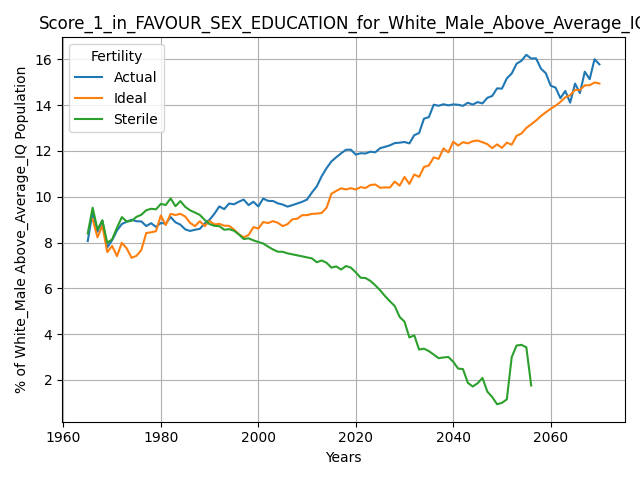 Score_1_in_FAVOUR_SEX_EDUCATION_for_White_Male_Above_Average_IQ
Fertility
Actual
Ideal
Sterile
% of White_Male Above_Average_IQ Population
16
14
12
10
8
6
4
2
1960 1980 2000 2020 2040 2060
Years